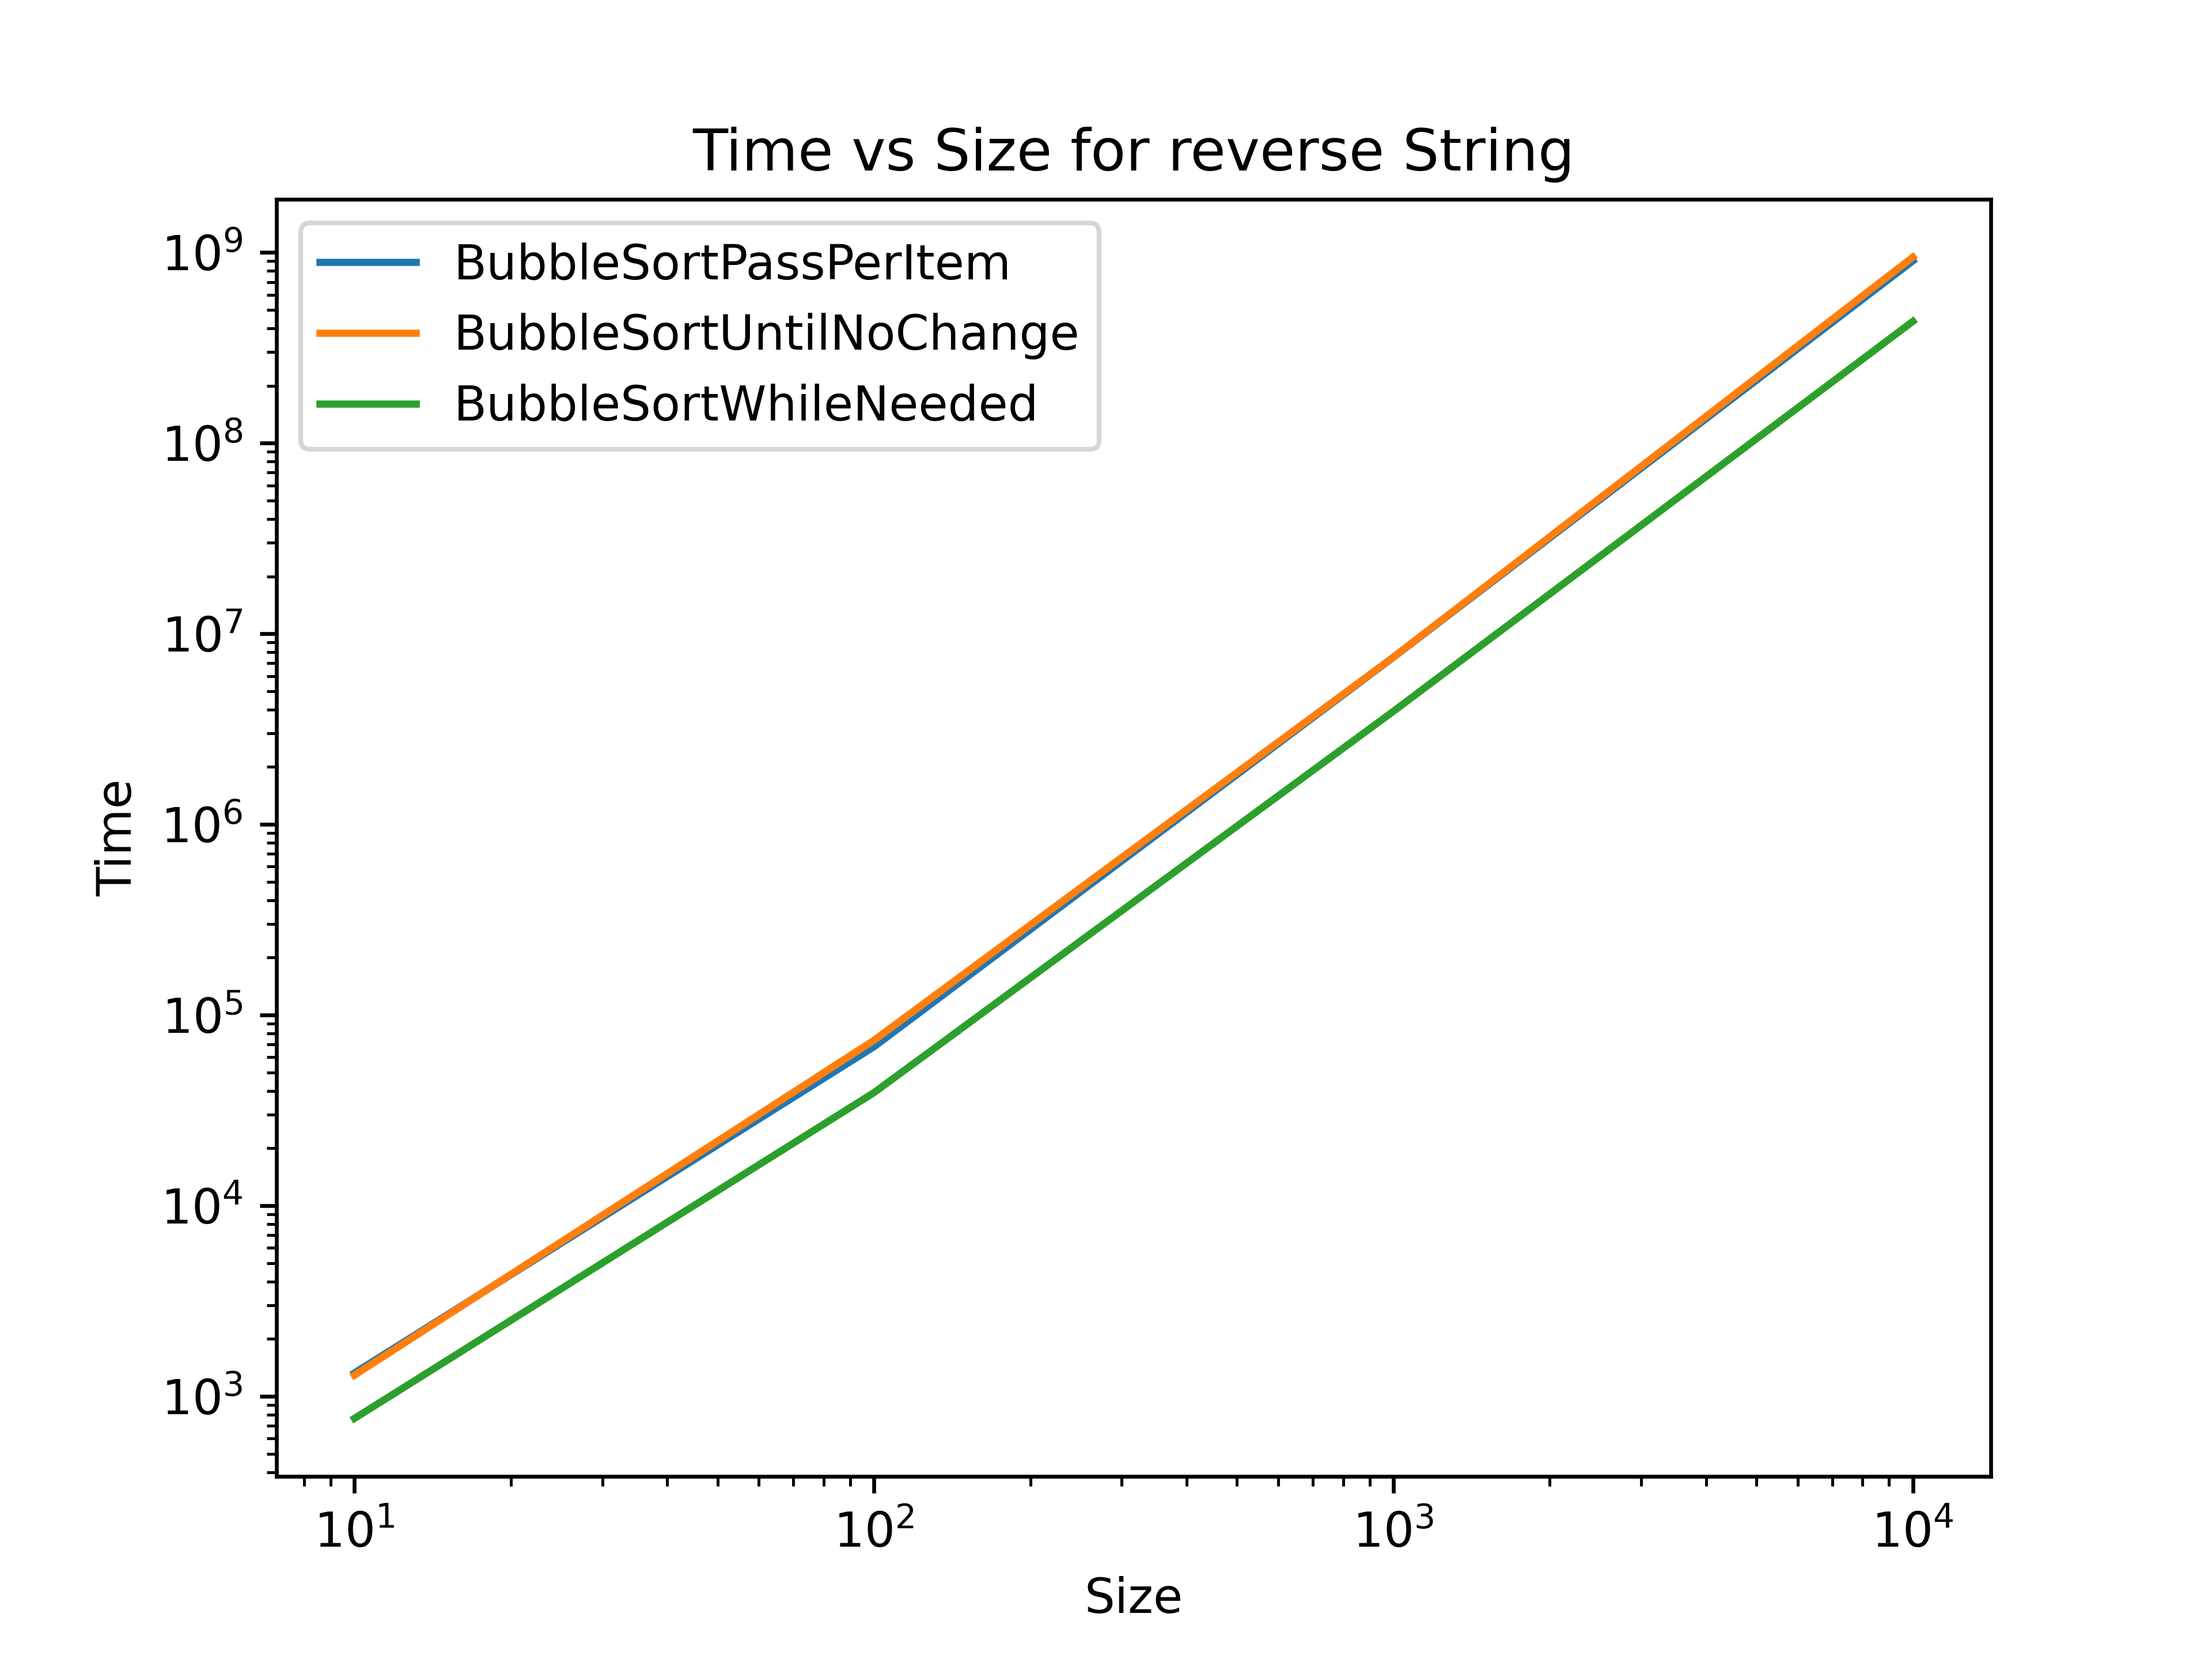 Time vs Size for reverse String
BubbleSortPassPerItem
BubbleSortUntilNoChange
BubbleSortWhileNeeded
10⁹
10⁸
10⁷
10⁶
10⁵
10⁴
10³
Time
10¹ 10² 10³ 10⁴
Size